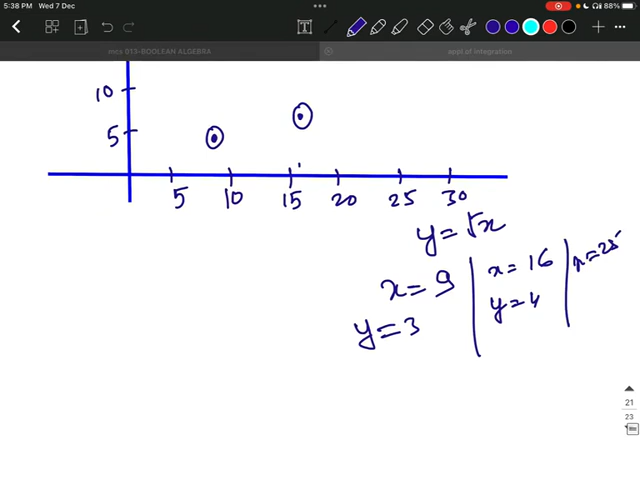 5:38 PM Wed 7 Dec
88%
mcs 013-BOOLEAN ALGEBRA
appl.of integration
10
5
5 10 15 20 25 30
y=√x
x=9
y=3
x=16
y=4
x=25
21
23